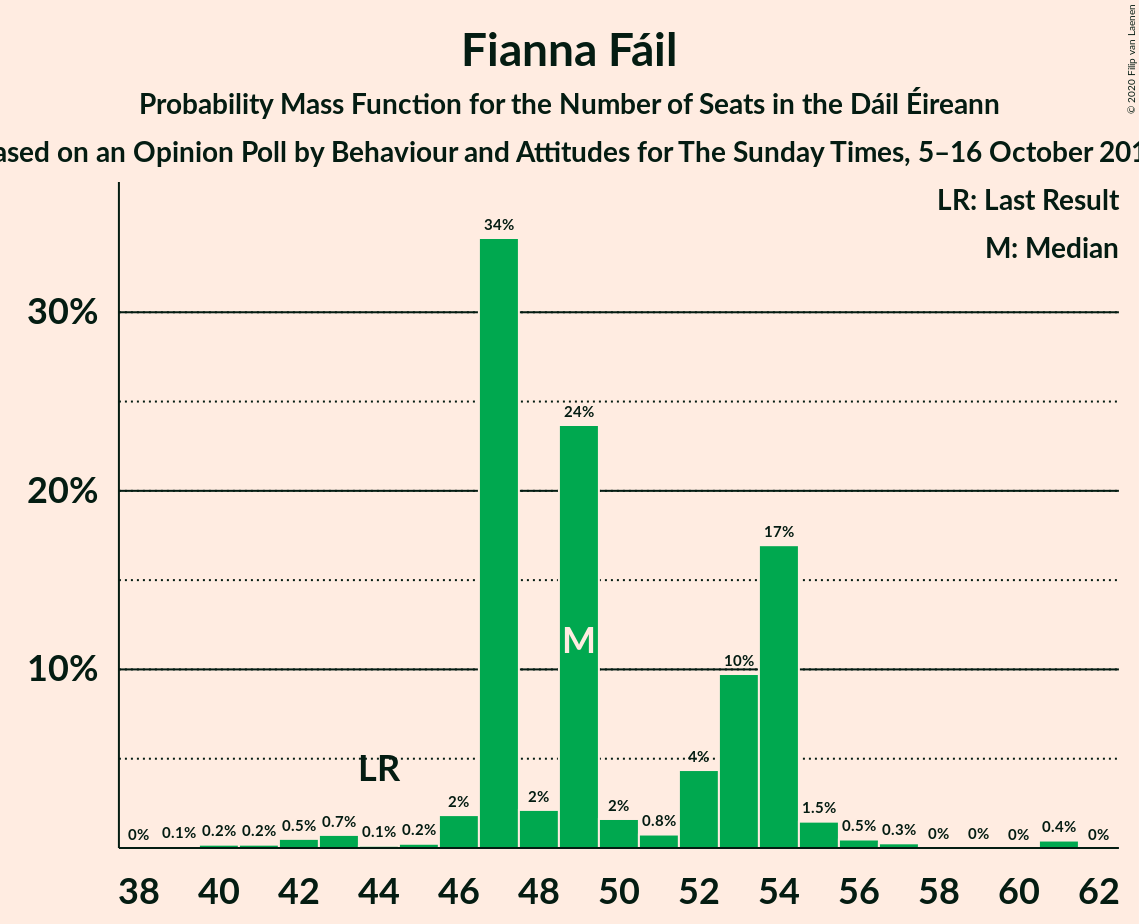 Fianna Fáil
Probability Mass Function for the Number of Seats in the Dáil Éireann
ased on an Opinion Poll by Behaviour and Attitudes for The Sunday Times, 5–16 October 201
© 2020 Filip van Laenen
LR: Last Result
M: Median
34%
30%
24%
20%
17%
M
10%
10%
LR
4%
2%
2%
2%
1.5%
0% 0.1% 0.2% 0.2% 0.5% 0.7% 0.1% 0.2% 0.8% 0.5% 0.3% 0% 0% 0% 0.4% 0%
38 40 42 44 46 48 50 52 54 56 58 60 62